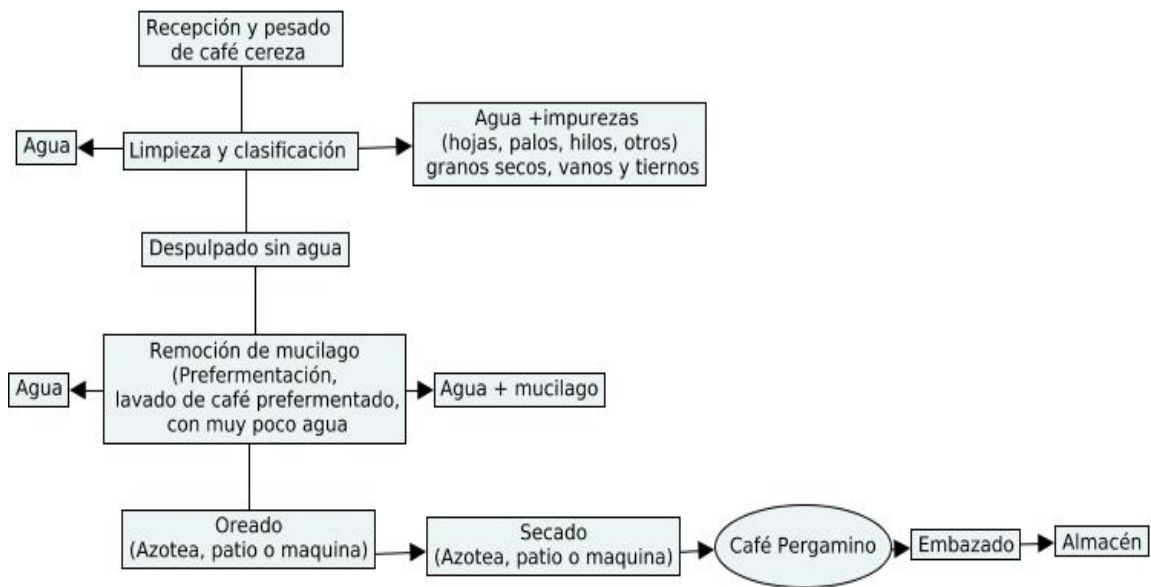 Recepción y pesado
de café cereza
Agua
Limpieza y clasificación
Agua +impurezas
(hojas, palos, hilos, otros)
granos secos, vanos y tiernos
Despulpado sin agua
Agua
Remoción de mucilago
(Prefermentación,
lavado de café prefermentado,
con muy poco agua
Agua + mucilago
Oreado
(Azotea, patio o maquina)
Secado
(Azotea, patio o maquina)
Café Pergamino
Embazado
Almacén